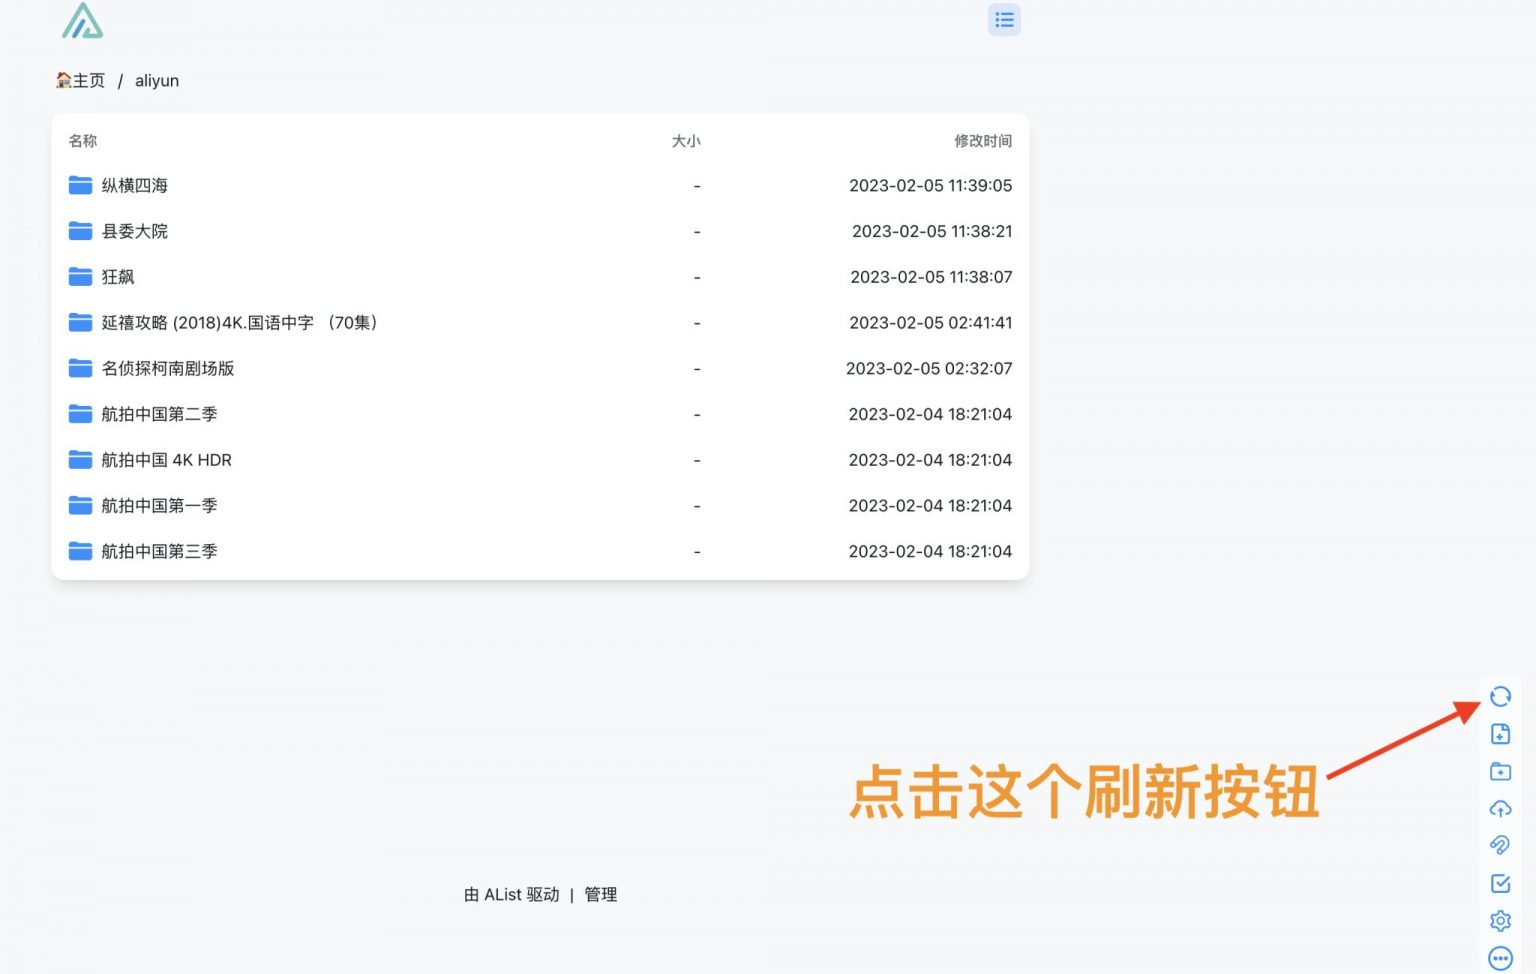 主页 / aliyun
名称 大小 修改时间
纵横四海 - 2023-02-05 11:39:05
县委大院 - 2023-02-05 11:38:21
狂飙 - 2023-02-05 11:38:07
延禧攻略 (2018)4K.国语中字 （70集） - 2023-02-05 02:41:41
名侦探柯南剧场版 - 2023-02-05 02:32:07
航拍中国第二季 - 2023-02-04 18:21:04
航拍中国 4K HDR - 2023-02-04 18:21:04
航拍中国第一季 - 2023-02-04 18:21:04
航拍中国第三季 - 2023-02-04 18:21:04
点击这个刷新按钮
由 AList 驱动 | 管理